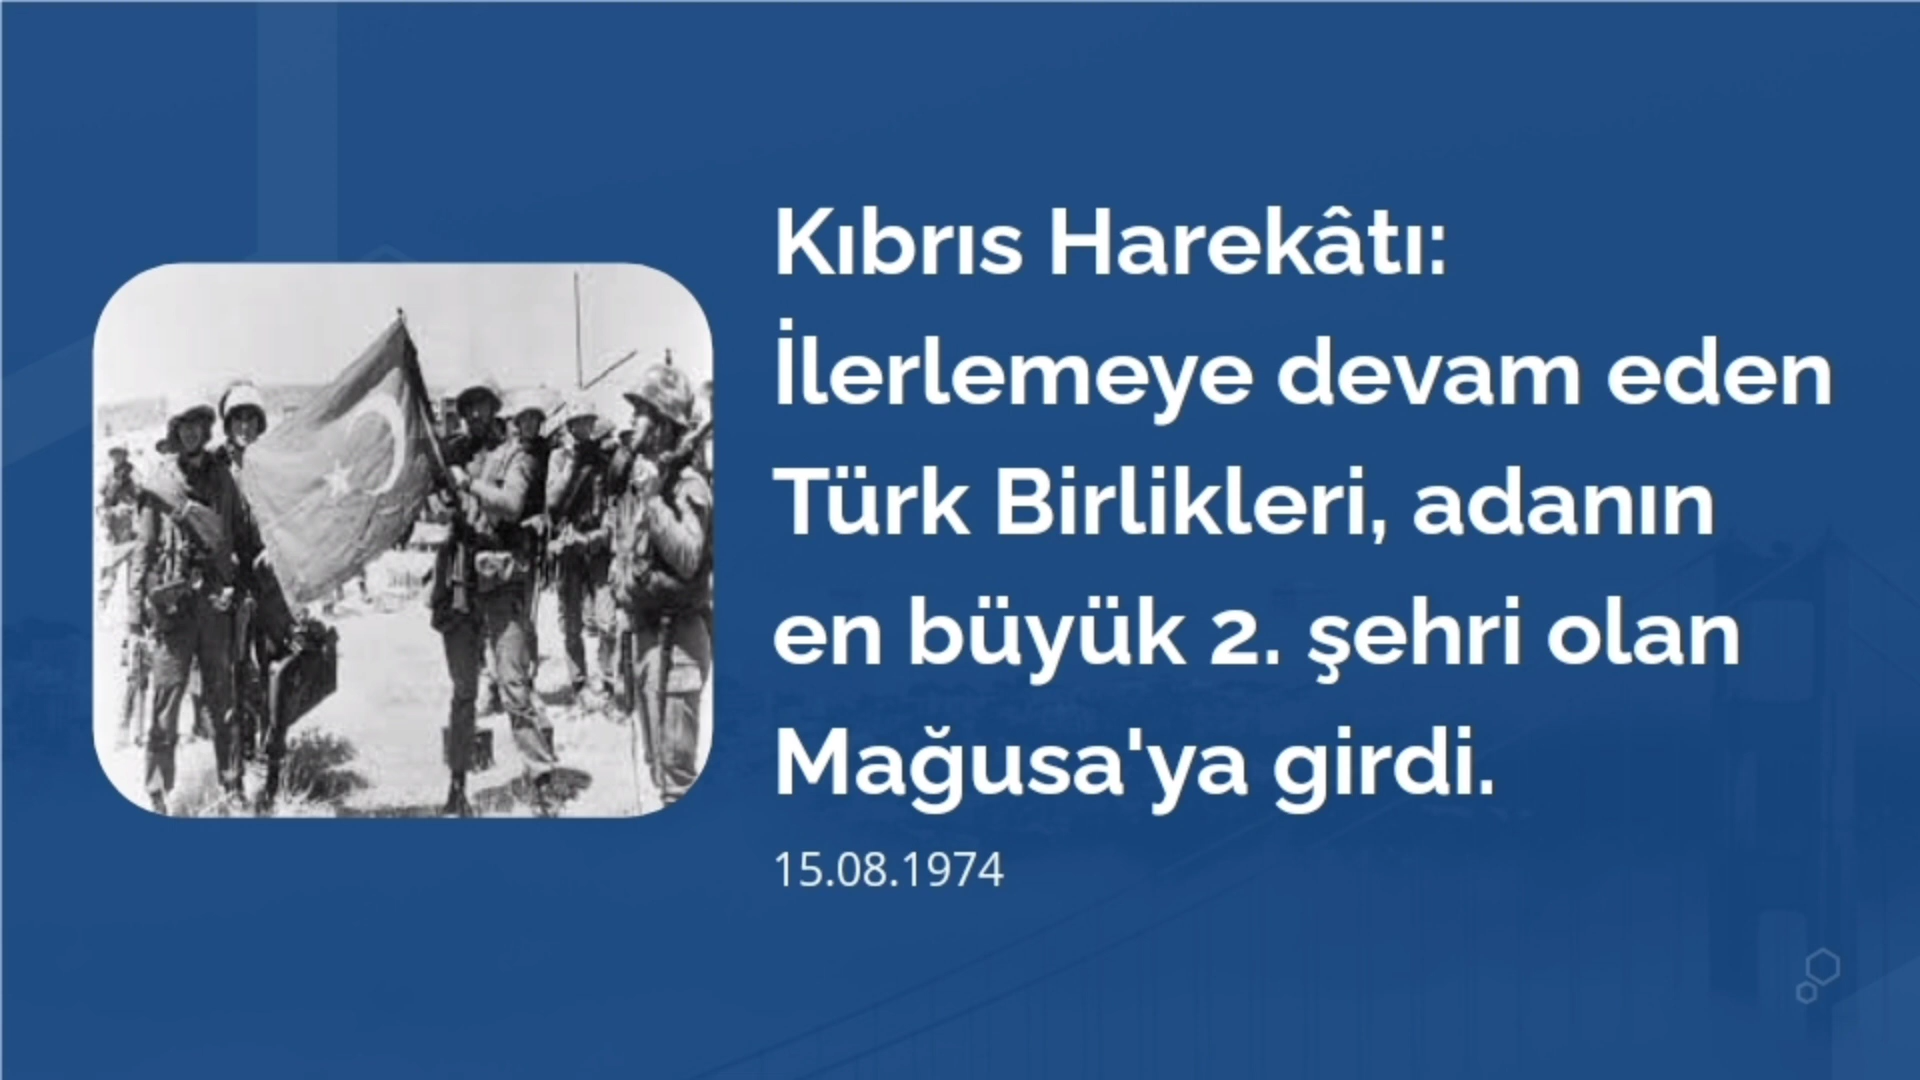 Kıbrıs Harekâtı:
İlerlemeye devam eden
Türk Birlikleri, adanın
en büyük 2. şehri olan
Mağusa'ya girdi.
15.08.1974